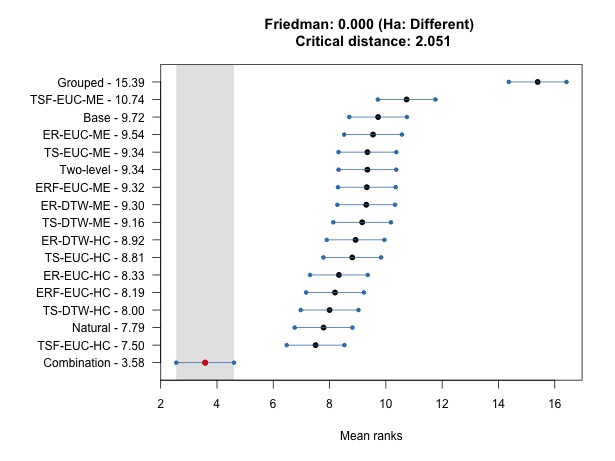 Friedman: 0.000 (Ha: Different)
Critical distance: 2.051
Grouped - 15.39
TSF-EUC-ME - 10.74
Base - 9.72
ER-EUC-ME - 9.54
TS-EUC-ME - 9.34
Two-level - 9.34
ERF-EUC-ME - 9.32
ER-DTW-ME - 9.30
TS-DTW-ME - 9.16
ER-DTW-HC - 8.92
TS-EUC-HC - 8.81
ER-EUC-HC - 8.33
ERF-EUC-HC - 8.19
TS-DTW-HC - 8.00
Natural - 7.79
TSF-EUC-HC - 7.50
Combination - 3.58
2 4 6 8 10 12 14 16
Mean ranks